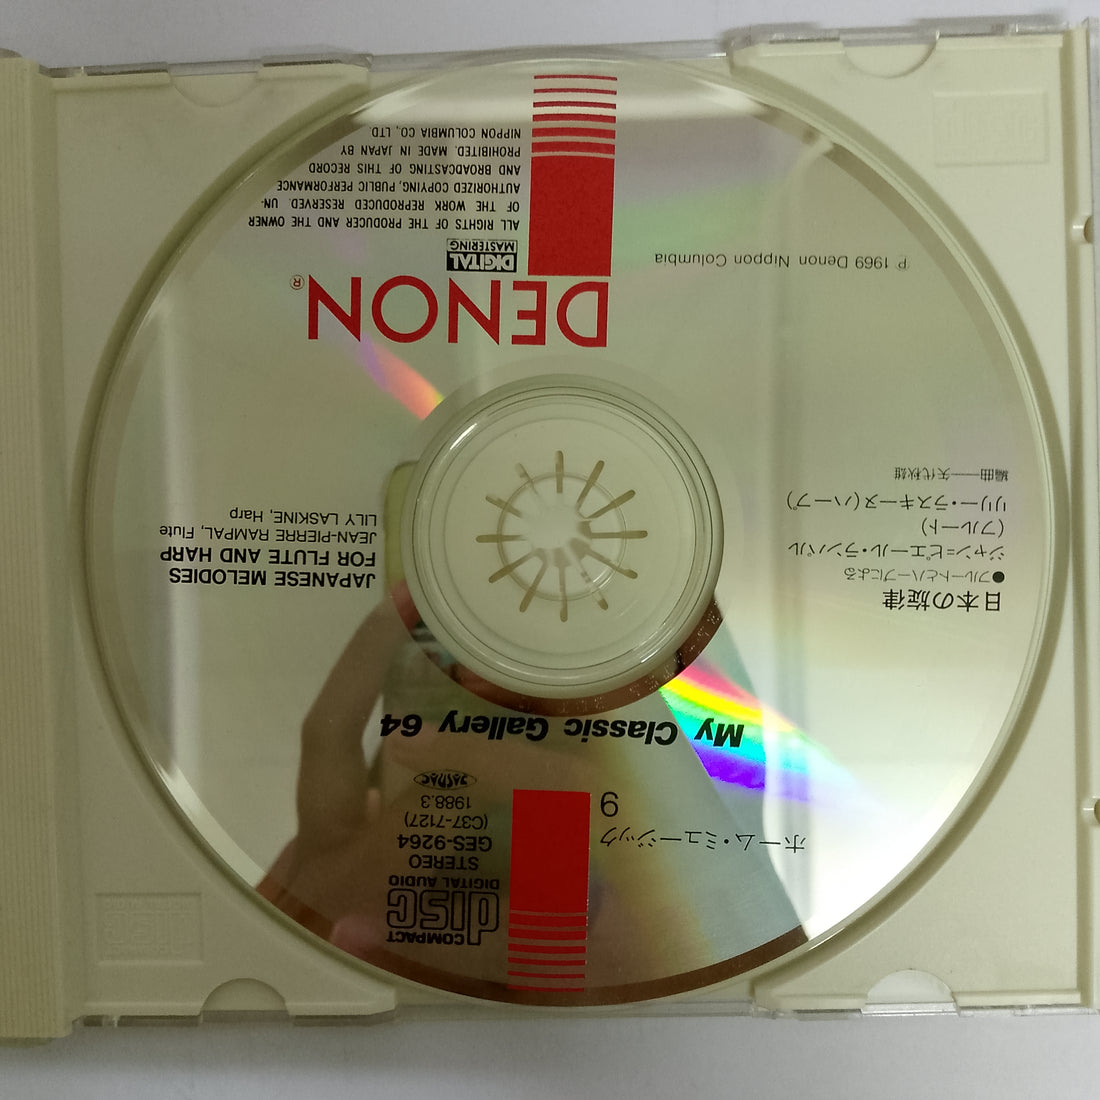 ホーム・ミュージック
9
COMPACT
disc
DIGITAL AUDIO
STEREO
GES-9264
(C37-7127)
1988.3
JASRAC
My Classic Gallery 64
日本の旋律
●フルートとハープによる
ジャン=ピエール・ランパル
(フルート)
リリー・ラスキーヌ(ハープ)
編曲——矢代秋雄
JAPANESE MELODIES
FOR FLUTE AND HARP
JEAN-PIERRE RAMPAL, Flute
LILY LASKINE, Harp
℗ 1969 Denon Nippon Columbia
DENON®
DIGITAL
MASTERING
ALL RIGHTS OF THE PRODUCER AND THE OWNER
OF THE WORK REPRODUCED RESERVED. UN-
AUTHORIZED COPYING, PUBLIC PERFORMANCE
AND BROADCASTING OF THIS RECORD
PROHIBITED. MADE IN JAPAN BY
NIPPON COLUMBIA CO., LTD.